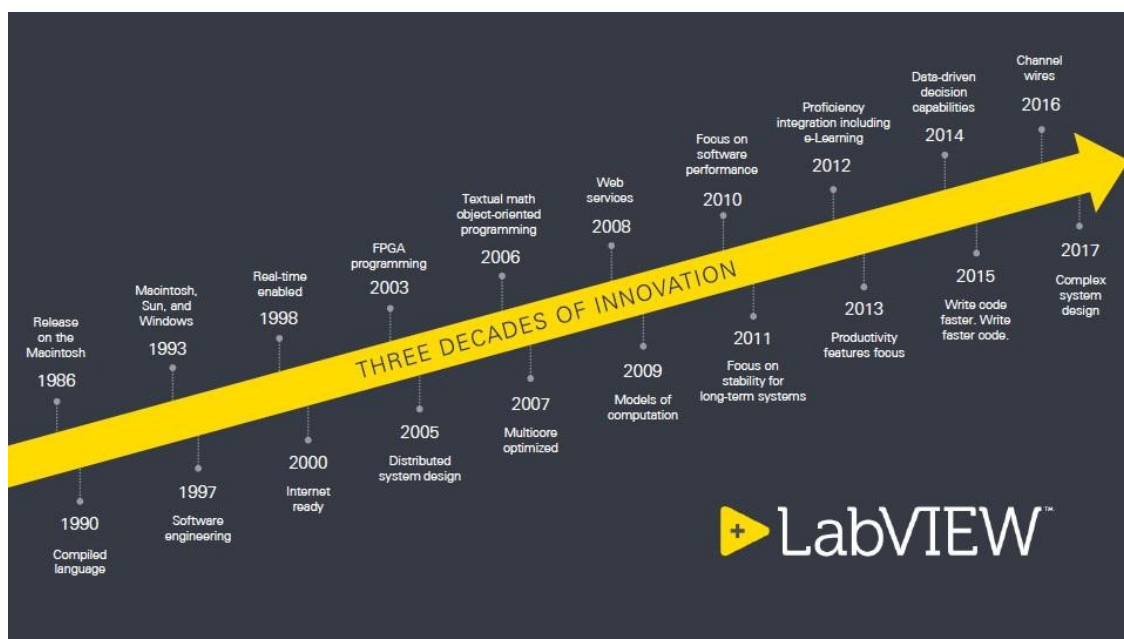 Release
on the
Macintosh
1986
1990
Compiled
language
Macintosh,
Sun, and
Windows
1993
1997
Software
engineering
Real-time
enabled
1998
2000
Internet
ready
FPGA
programming
2003
2005
Distributed
system design
Textual math
object-oriented
programming
2006
2007
Multicore
optimized
Web
services
2008
2009
Models of
computation
Focus on
software
performance
2010
2011
Focus on
stability for
long-term systems
Proficiency
integration including
e-Learning
2012
2013
Productivity
features focus
Data-driven
decision
capabilities
2014
2015
Write code
faster. Write
faster code.
Channel
wires
2016
2017
Complex
system
design
THREE DECADES OF INNOVATION
LabVIEW™